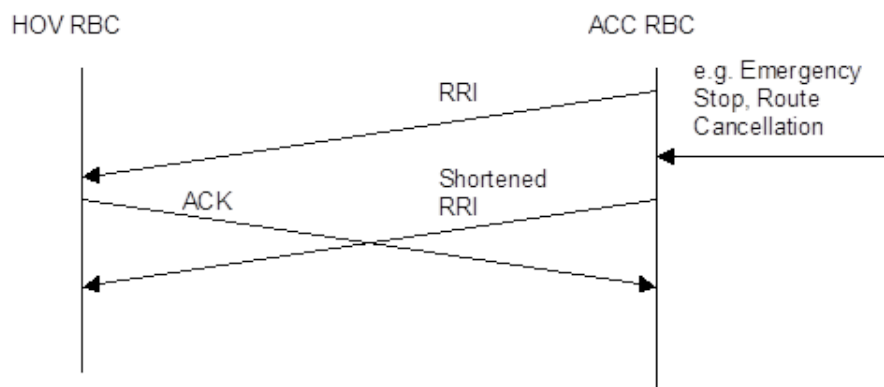 HOV RBC
ACC RBC
e.g. Emergency
Stop, Route
Cancellation
RRI
Shortened
RRI
ACK